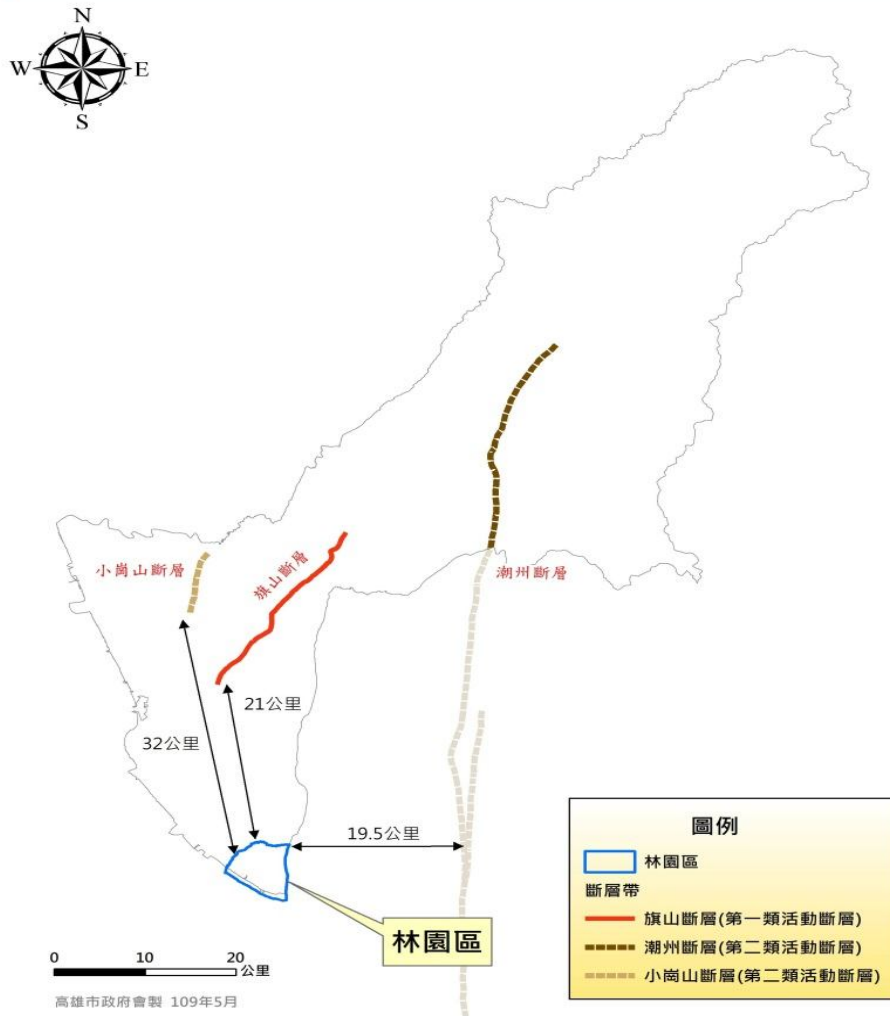 N
W
E
S
小崗山斷層
旗山斷層
潮州斷層
21公里
32公里
19.5公里
林園區
圖例
林園區
斷層帶
旗山斷層(第一類活動斷層)
潮州斷層(第二類活動斷層)
小崗山斷層(第二類活動斷層)
0 10 20
公里
高雄市政府會製 109年5月